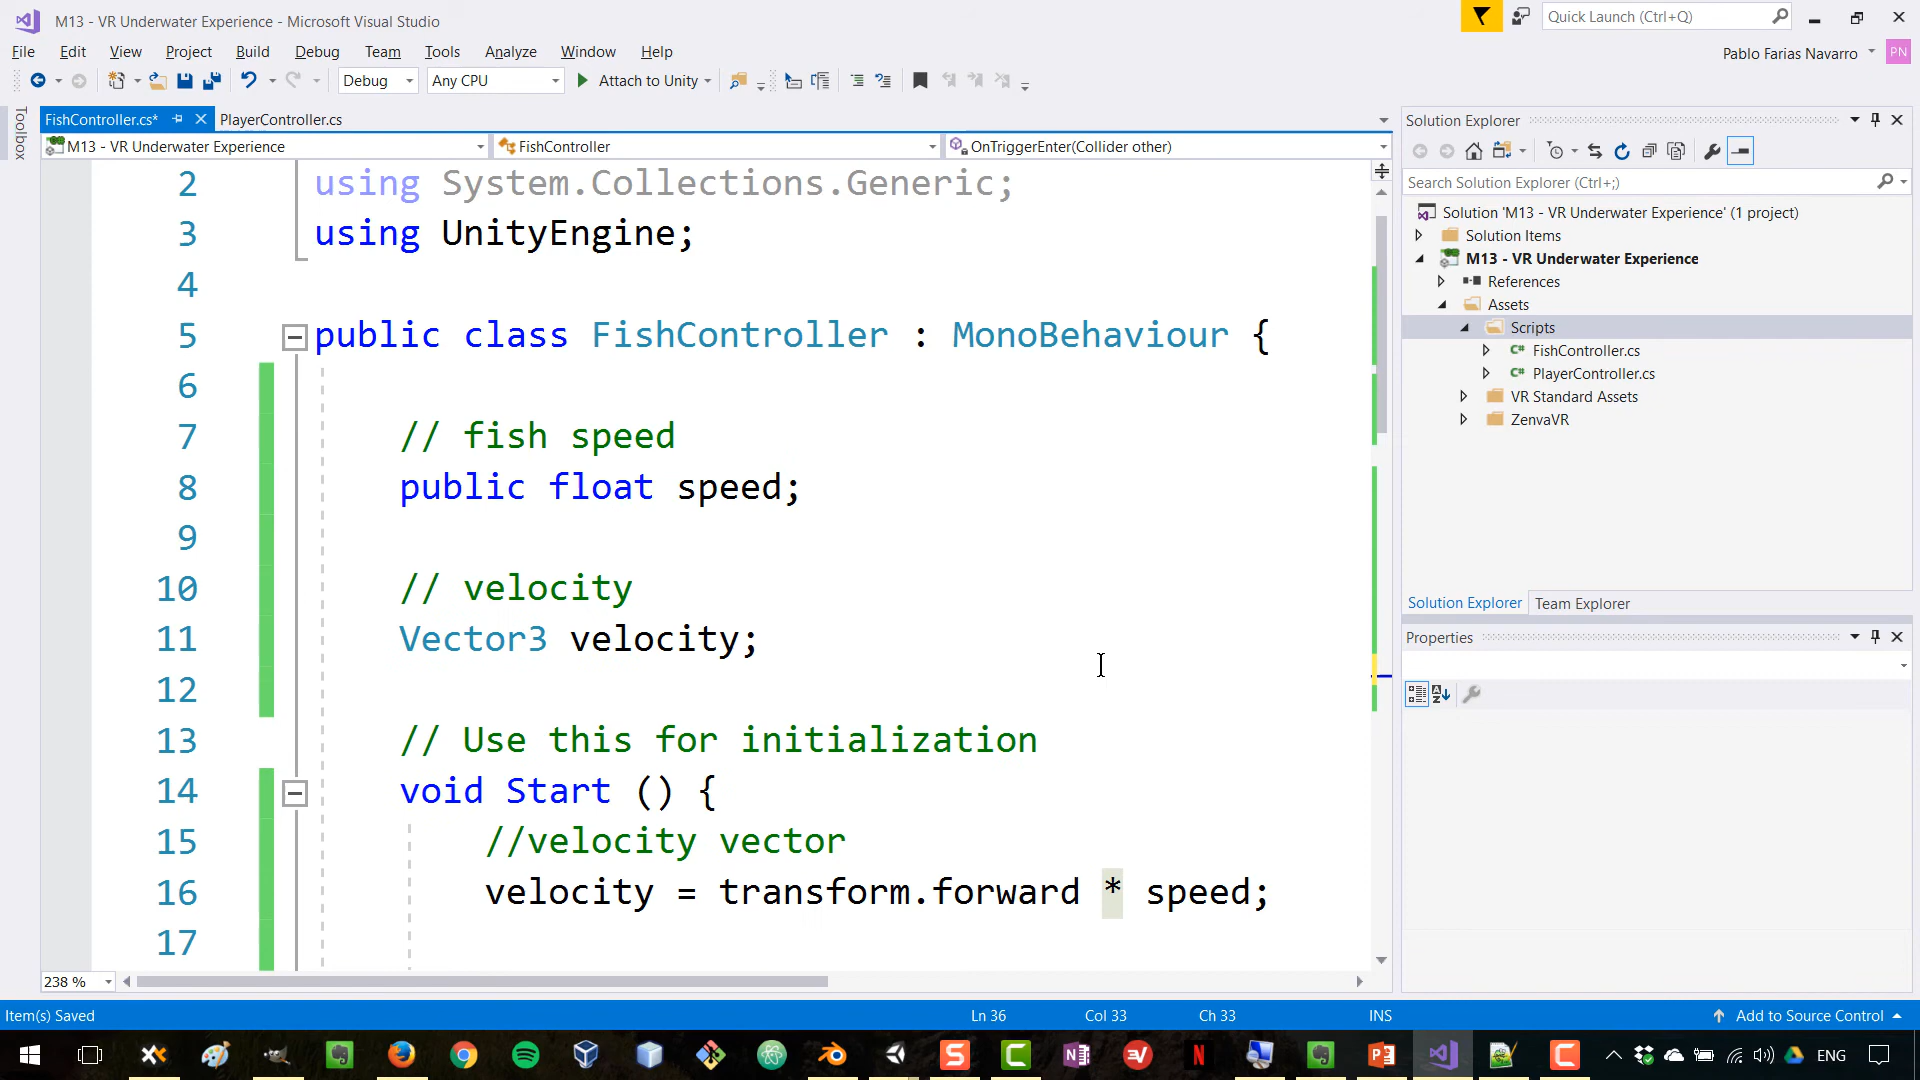 M13 - VR Underwater Experience - Microsoft Visual Studio
Quick Launch (Ctrl+Q)
File Edit View Project Build Debug Team Tools Analyze Window Help
Pablo Farias Navarro PN
Debug Any CPU Attach to Unity
Toolbox
FishController.cs* PlayerController.cs
M13 - VR Underwater Experience FishController OnTriggerEnter(Collider other)
2 using System.Collections.Generic;
3 using UnityEngine;
4
5 public class FishController : MonoBehaviour {
6
7 // fish speed
8 public float speed;
9
10 // velocity
11 Vector3 velocity;
12
13 // Use this for initialization
14 void Start () {
15 //velocity vector
16 velocity = transform.forward * speed;
17
238 %
Solution Explorer
Search Solution Explorer (Ctrl+;)
Solution 'M13 - VR Underwater Experience' (1 project)
Solution Items
M13 - VR Underwater Experience
References
Assets
Scripts
C# FishController.cs
C# PlayerController.cs
VR Standard Assets
ZenvaVR
Solution Explorer Team Explorer
Properties
Item(s) Saved Ln 36 Col 33 Ch 33 INS Add to Source Control
ENG